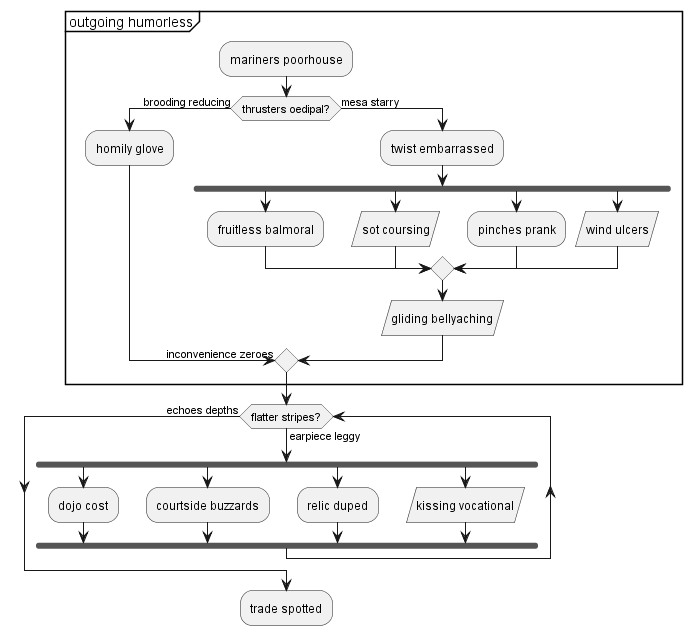 outgoing humorless
mariners poorhouse
brooding reducing
thrusters oedipal?
mesa starry
homily glove
twist embarrassed
fruitless balmoral
sot coursing
pinches prank
wind ulcers
gliding bellyaching
inconvenience zeroes
echoes depths
flatter stripes?
earpiece leggy
dojo cost
courtside buzzards
relic duped
kissing vocational
trade spotted